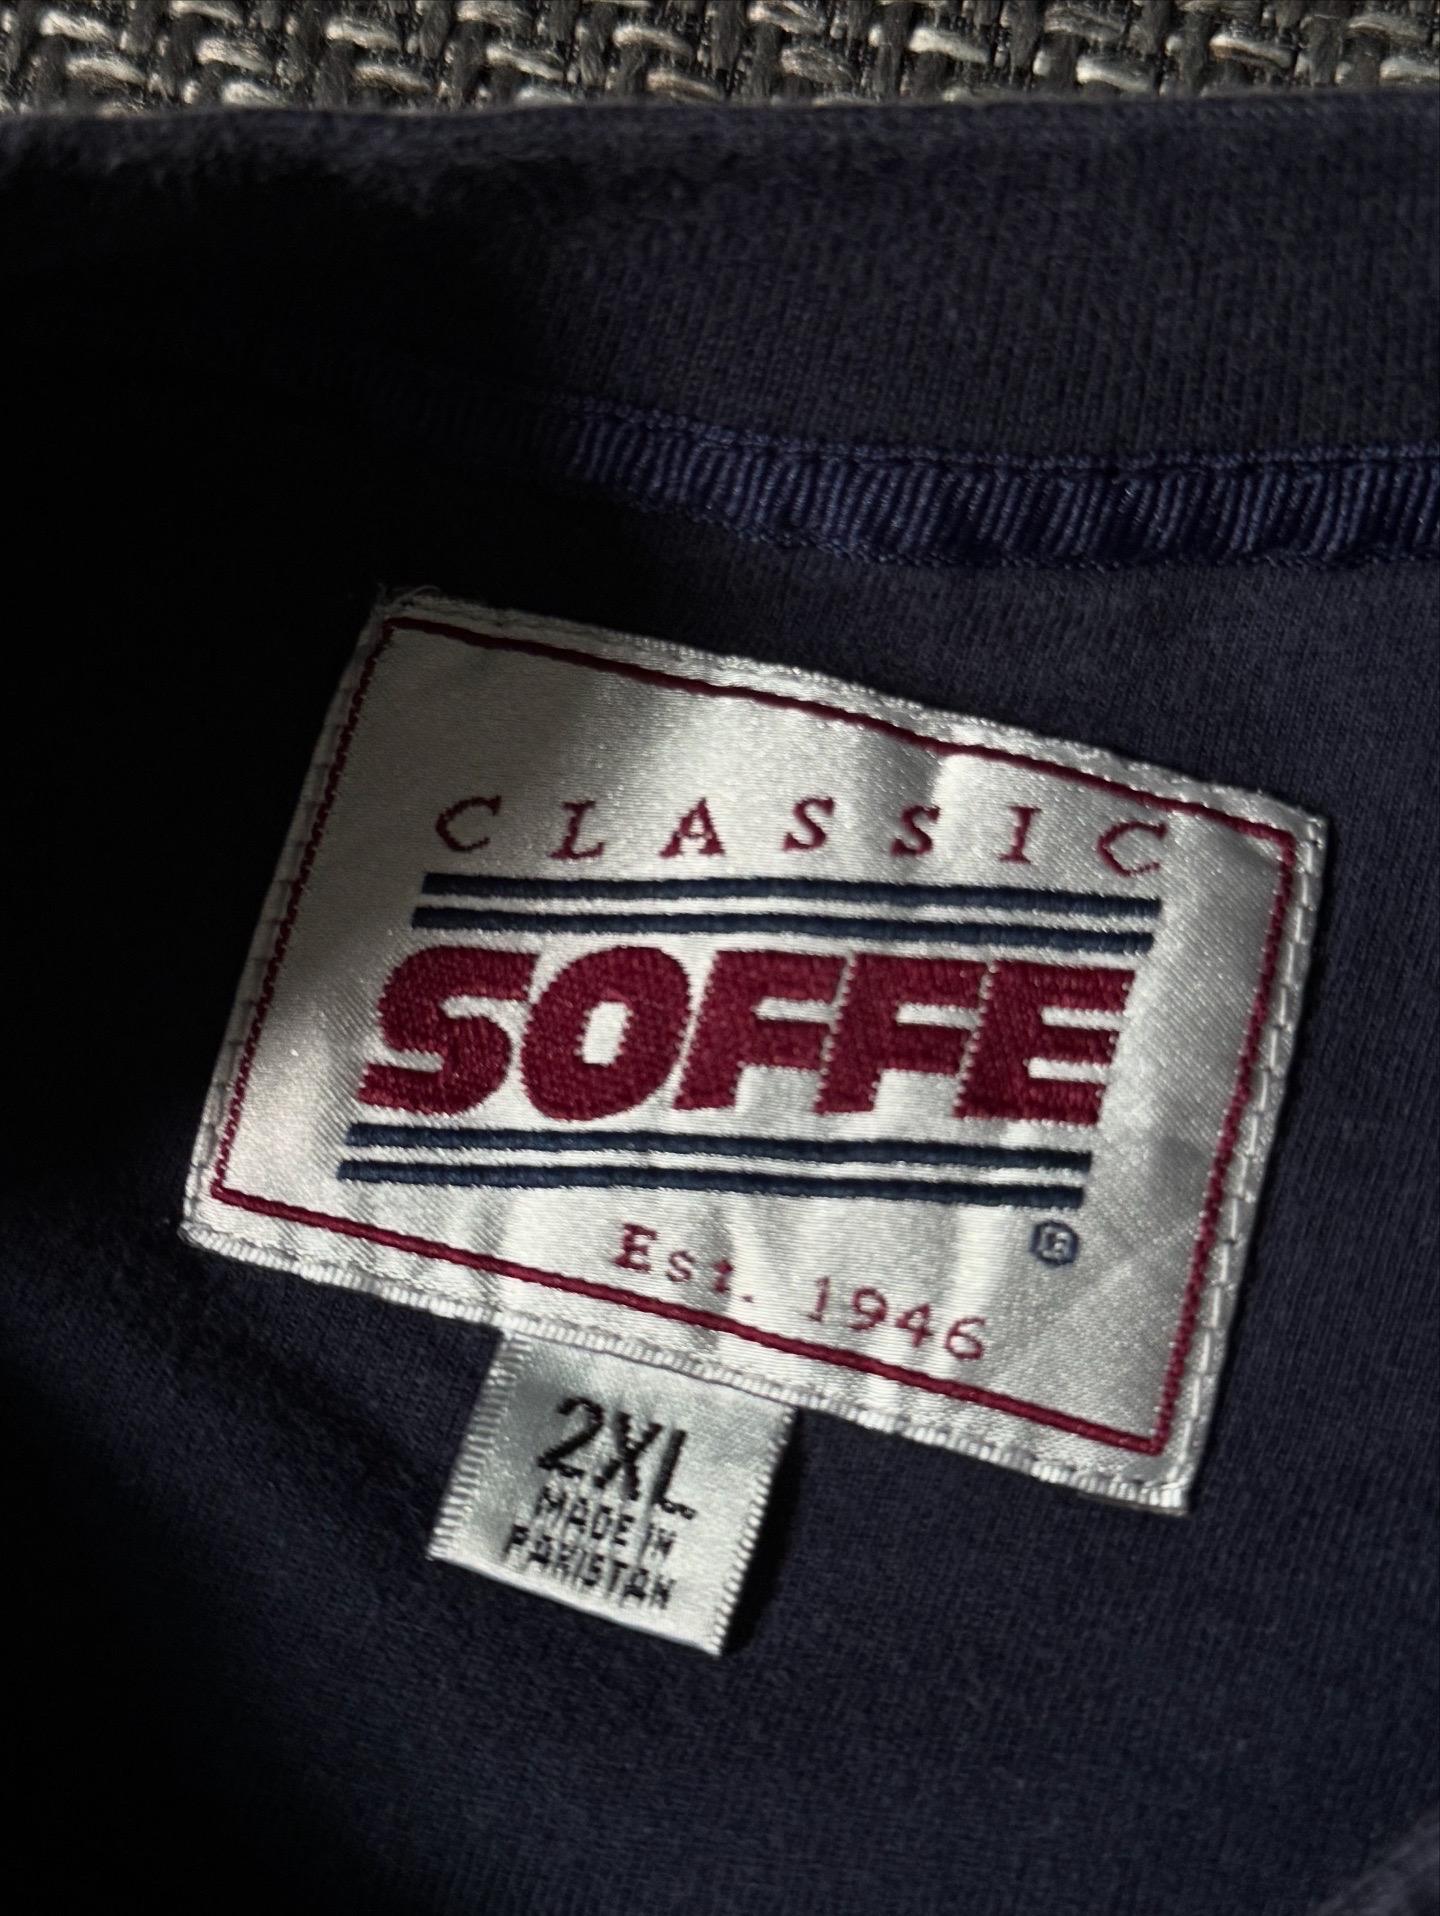 CLASSIC
SOFFE
®
Est. 1946
2XL
MADE IN
PAKISTAN